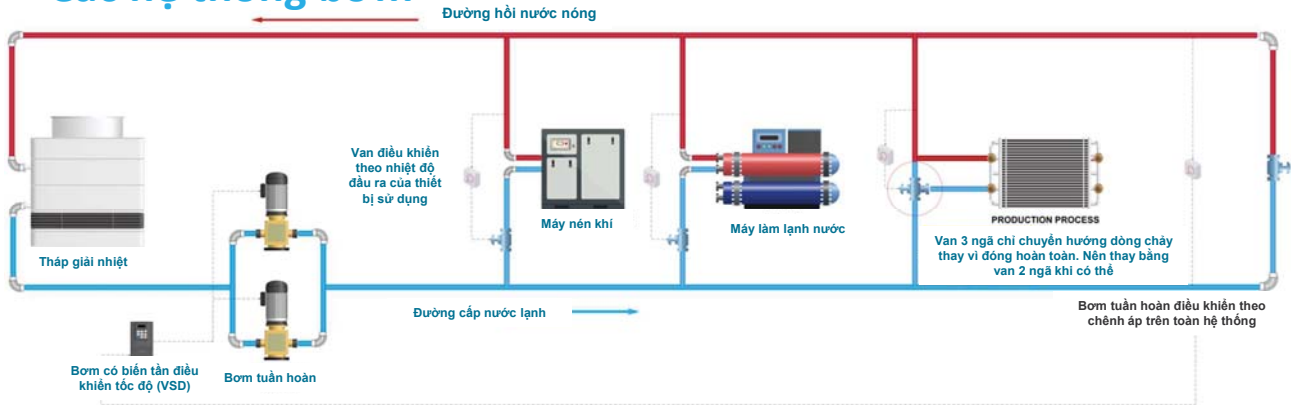 Đường hồi nước nóng
Van điều khiển
theo nhiệt độ
đầu ra của thiết
bị sử dụng
Máy nén khí
Máy làm lạnh nước
PRODUCTION PROCESS
Van 3 ngã chỉ chuyển hướng dòng chảy
thay vì đóng hoàn toàn. Nên thay bằng
van 2 ngã khi có thể
Tháp giải nhiệt
Đường cấp nước lạnh
Bơm tuần hoàn điều khiển theo
chênh áp trên toàn hệ thống
Bơm có biến tần điều
khiển tốc độ (VSD)
Bơm tuần hoàn